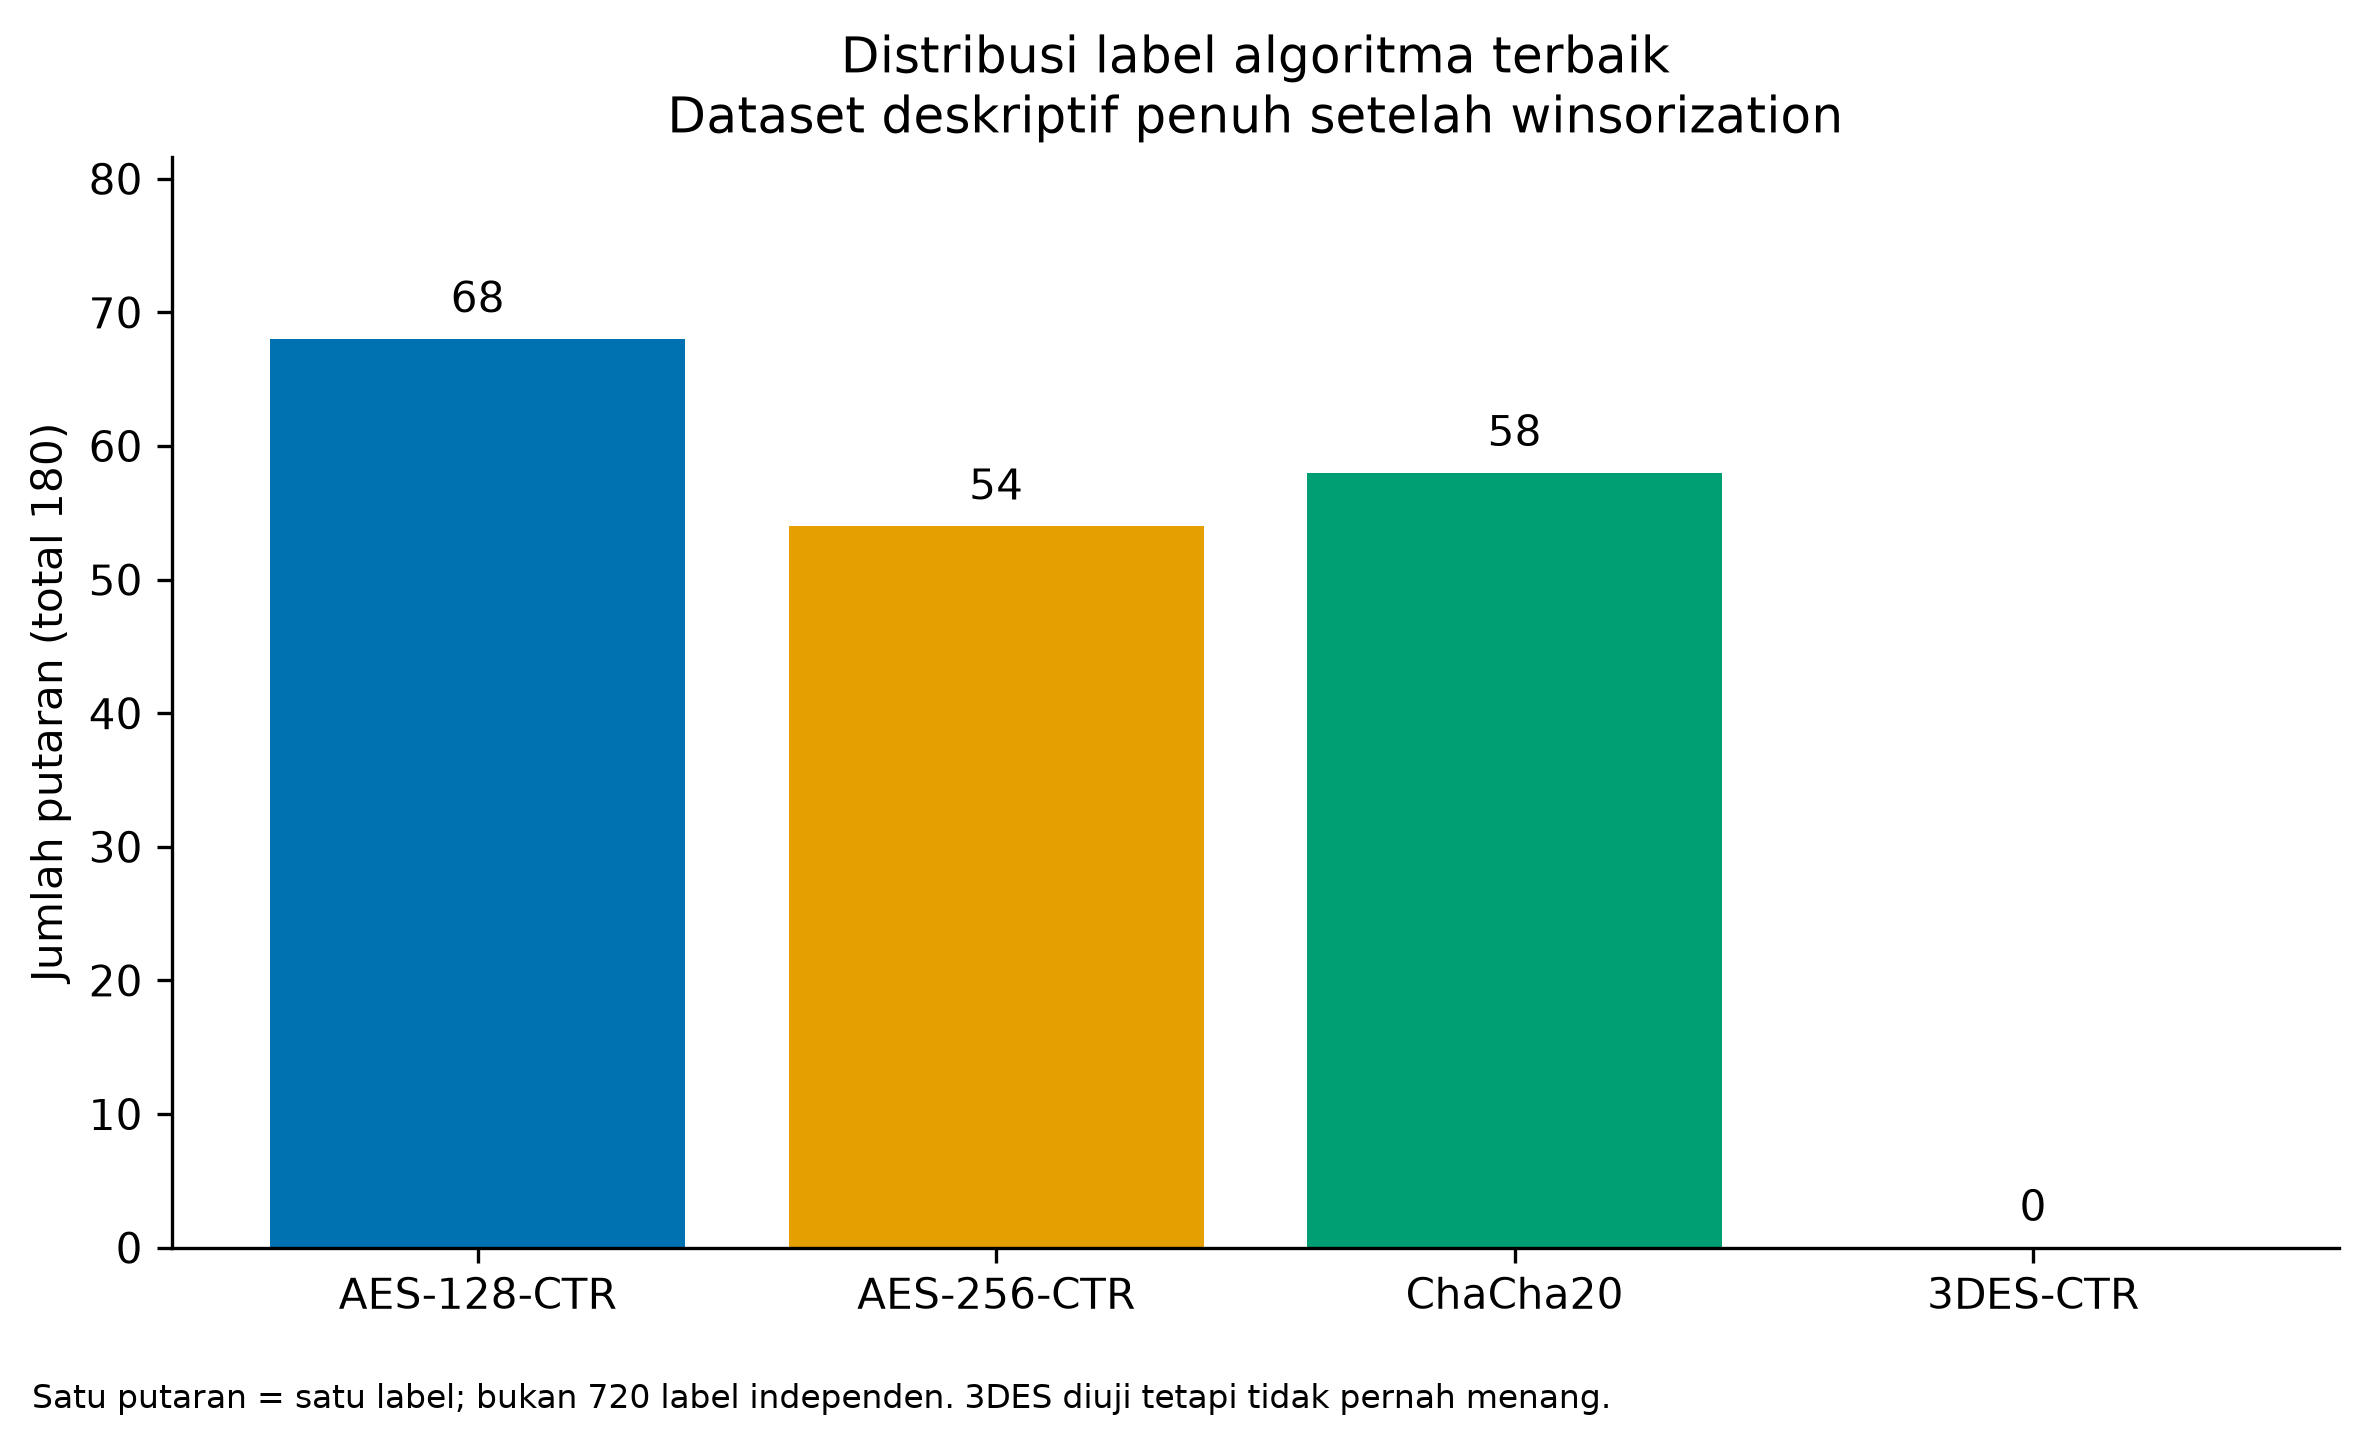 Distribusi label algoritma terbaik
Dataset deskriptif penuh setelah winsorization
Jumlah putaran (total 180)
80
70
60
50
40
30
20
10
0
68
54
58
0
AES-128-CTR
AES-256-CTR
ChaCha20
3DES-CTR
Satu putaran = satu label; bukan 720 label independen. 3DES diuji tetapi tidak pernah menang.